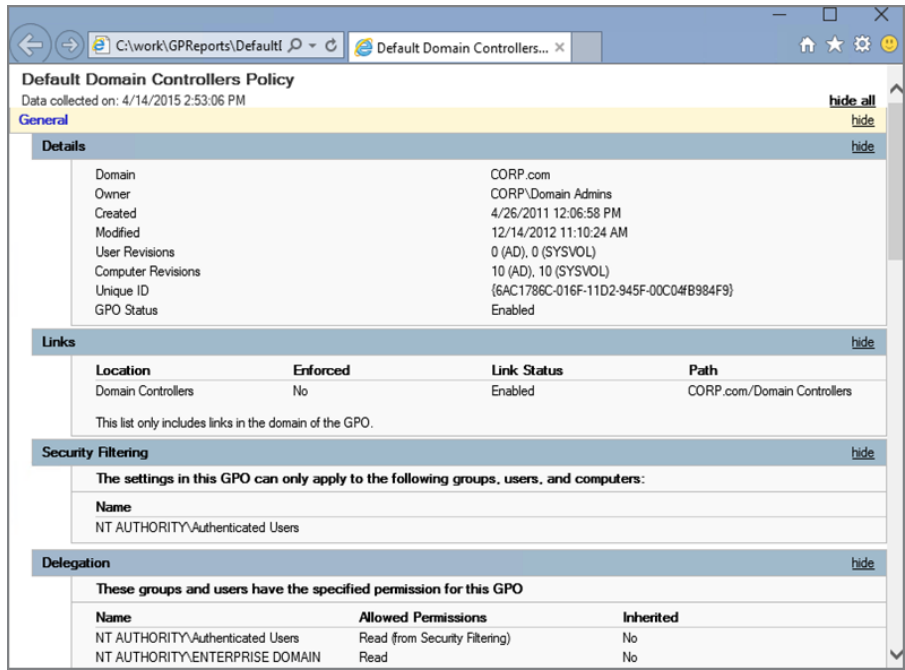 C:\work\GPReports\DefaultI
Default Domain Controllers...
Default Domain Controllers Policy
Data collected on: 4/14/2015 2:53:06 PM
hide all
General hide
Details hide
Domain CORP.com
Owner CORP\Domain Admins
Created 4/26/2011 12:06:58 PM
Modified 12/14/2012 11:10:24 AM
User Revisions 0 (AD), 0 (SYSVOL)
Computer Revisions 10 (AD), 10 (SYSVOL)
Unique ID {6AC1786C-016F-11D2-945F-00C04fB984F9}
GPO Status Enabled
Links hide
Location Enforced Link Status Path
Domain Controllers No Enabled CORP.com/Domain Controllers
This list only includes links in the domain of the GPO.
Security Filtering hide
The settings in this GPO can only apply to the following groups, users, and computers:
Name
NT AUTHORITY\Authenticated Users
Delegation hide
These groups and users have the specified permission for this GPO
Name Allowed Permissions Inherited
NT AUTHORITY\Authenticated Users Read (from Security Filtering) No
NT AUTHORITY\ENTERPRISE DOMAIN Read No